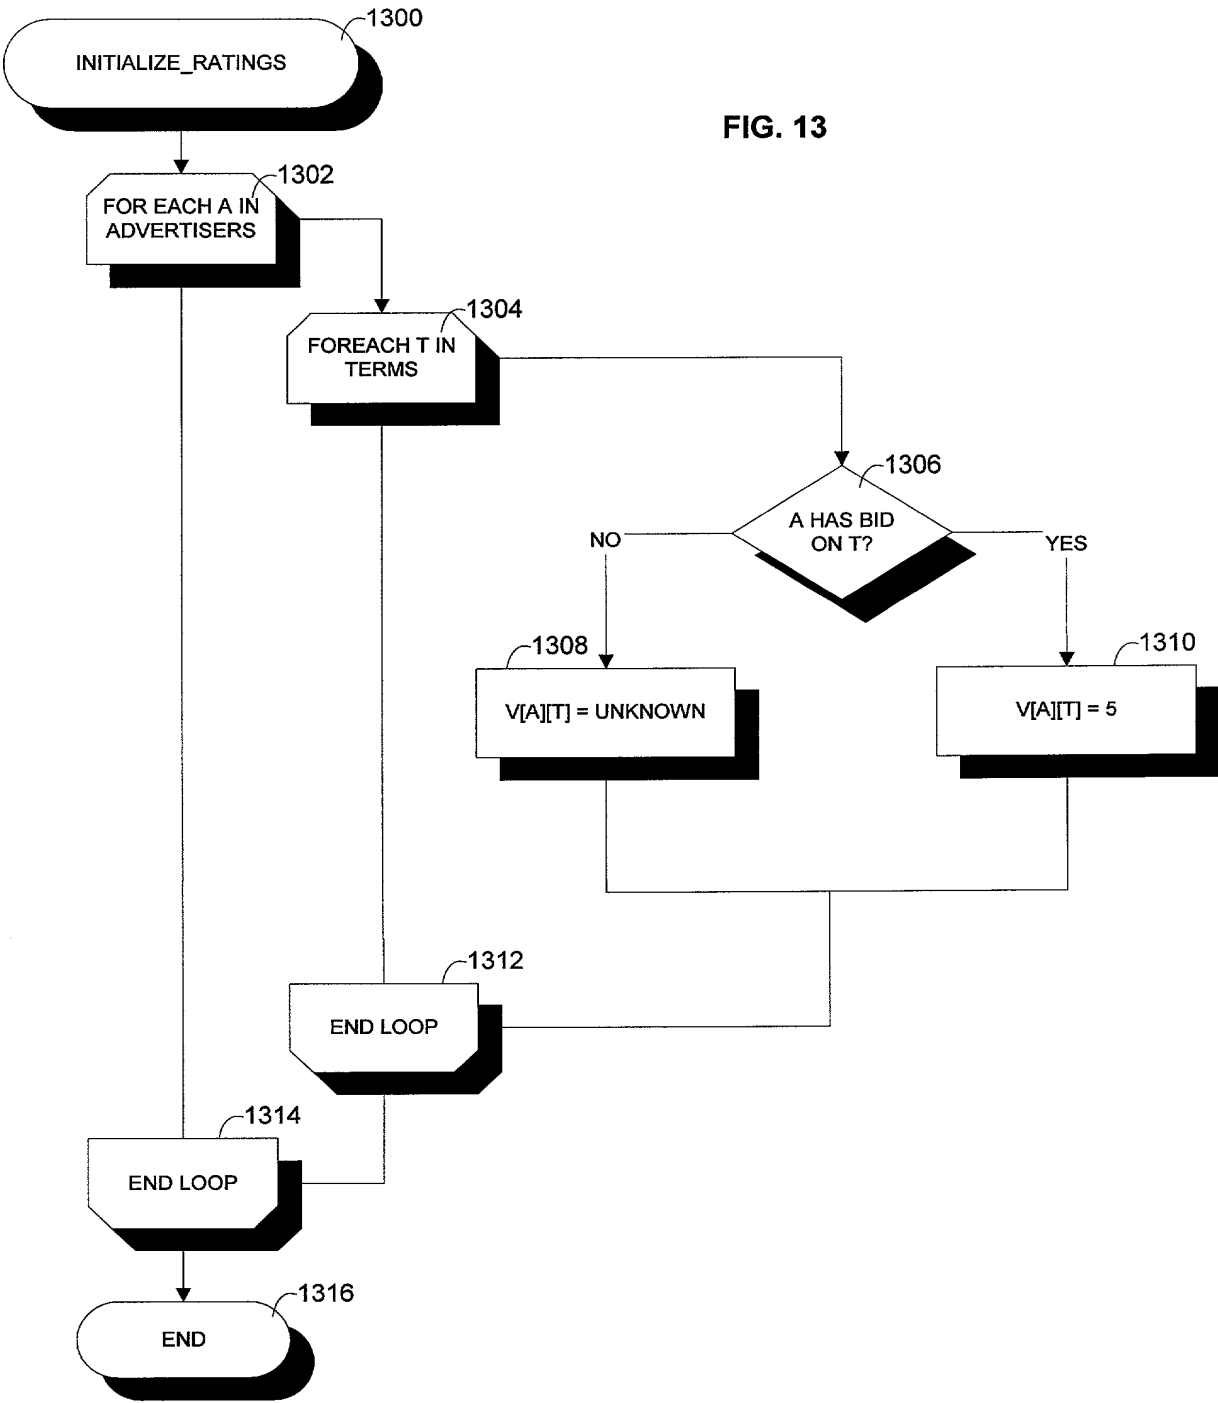 1300
INITIALIZE_RATINGS
FIG. 13
1302
FOR EACH A IN
ADVERTISERS
1304
FOREACH T IN
TERMS
1306
A HAS BID
ON T?
NO
YES
1308
V[A][T] = UNKNOWN
1310
V[A][T] = 5
1312
END LOOP
1314
END LOOP
1316
END